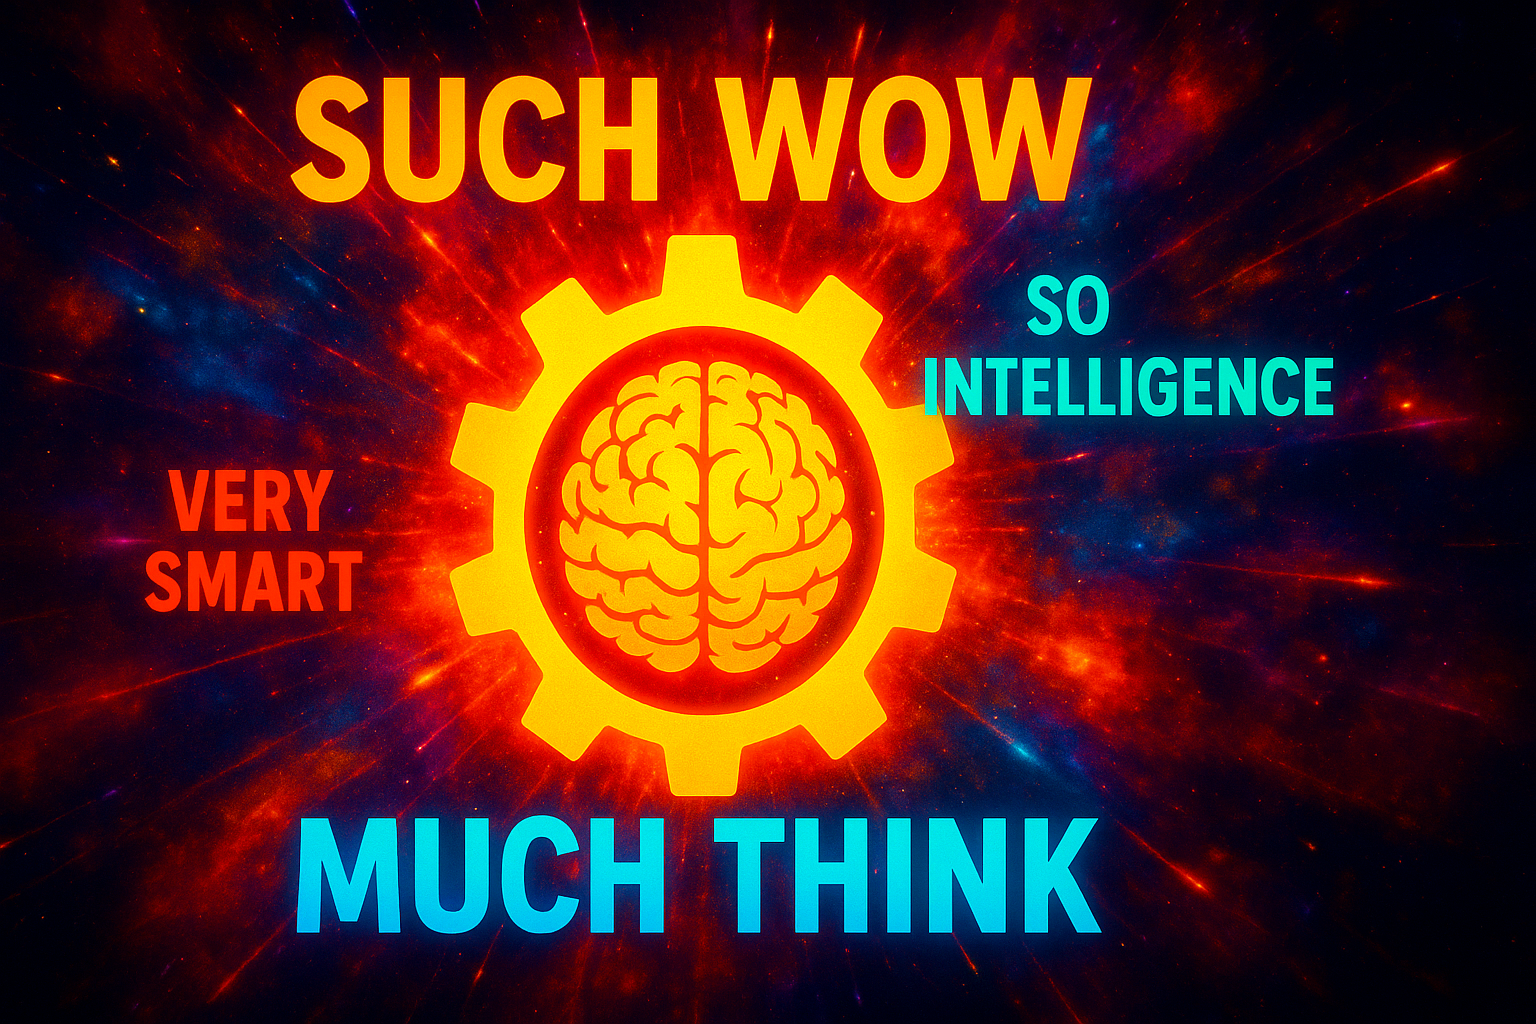 SUCH WOW
SO
INTELLIGENCE
VERY
SMART
MUCH THINK